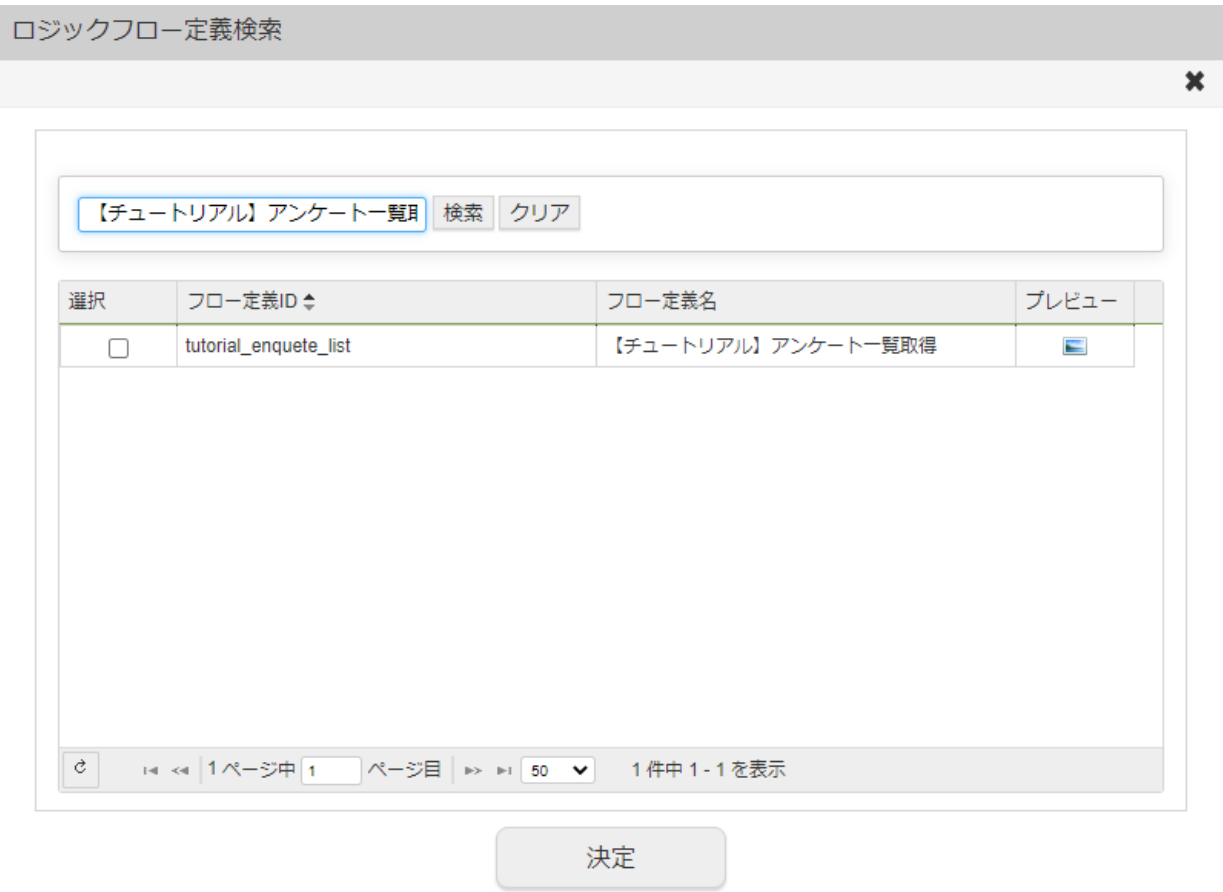 ロジックフロー定義検索
【チュートリアル】アンケート一覧取 検索 クリア
選択 フロー定義ID フロー定義名 プレビュー
tutorial_enquete_list 【チュートリアル】アンケート一覧取得
1 ページ中 1 ページ目 50 1 件中 1 - 1 を表示
決定